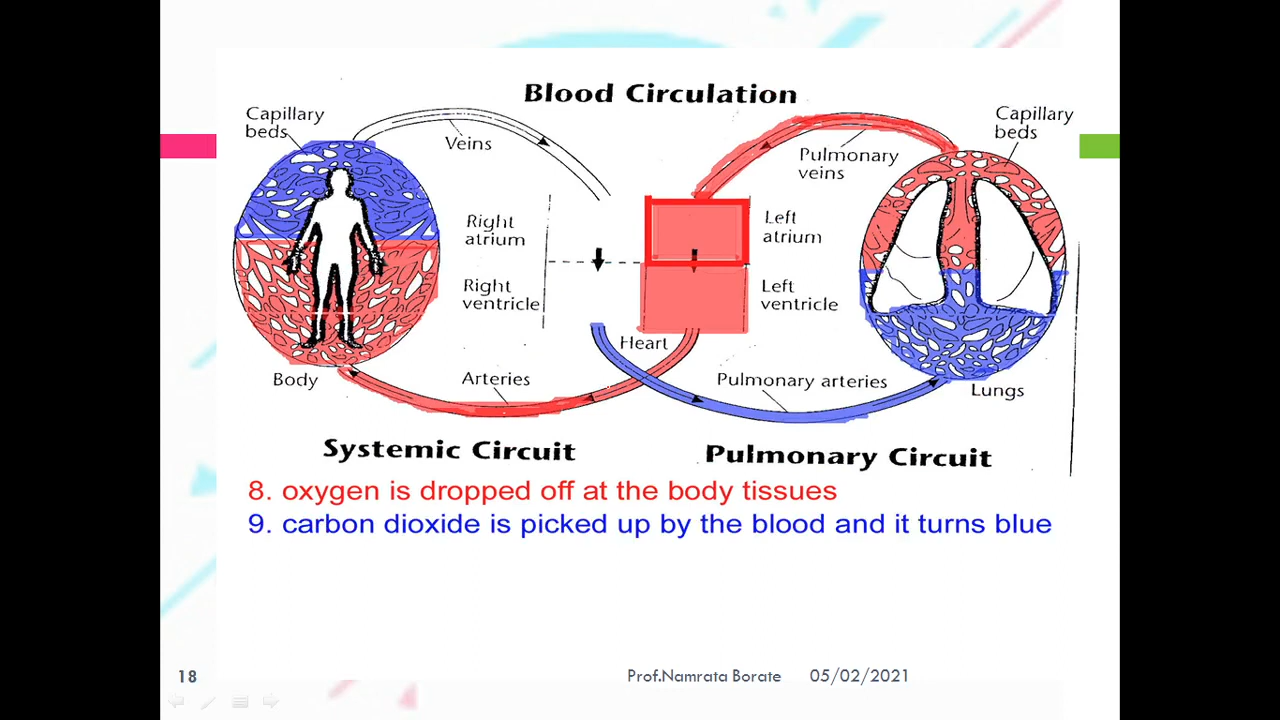 Blood Circulation
Capillary
beds
Veins
Pulmonary
veins
Capillary
beds
Right
atrium
Left
atrium
Right
ventricle
Left
ventricle
Heart
Body
Arteries
Pulmonary arteries
Lungs
Systemic Circuit
Pulmonary Circuit
8. oxygen is dropped off at the body tissues
9. carbon dioxide is picked up by the blood and it turns blue
18
Prof.Namrata Borate
05/02/2021